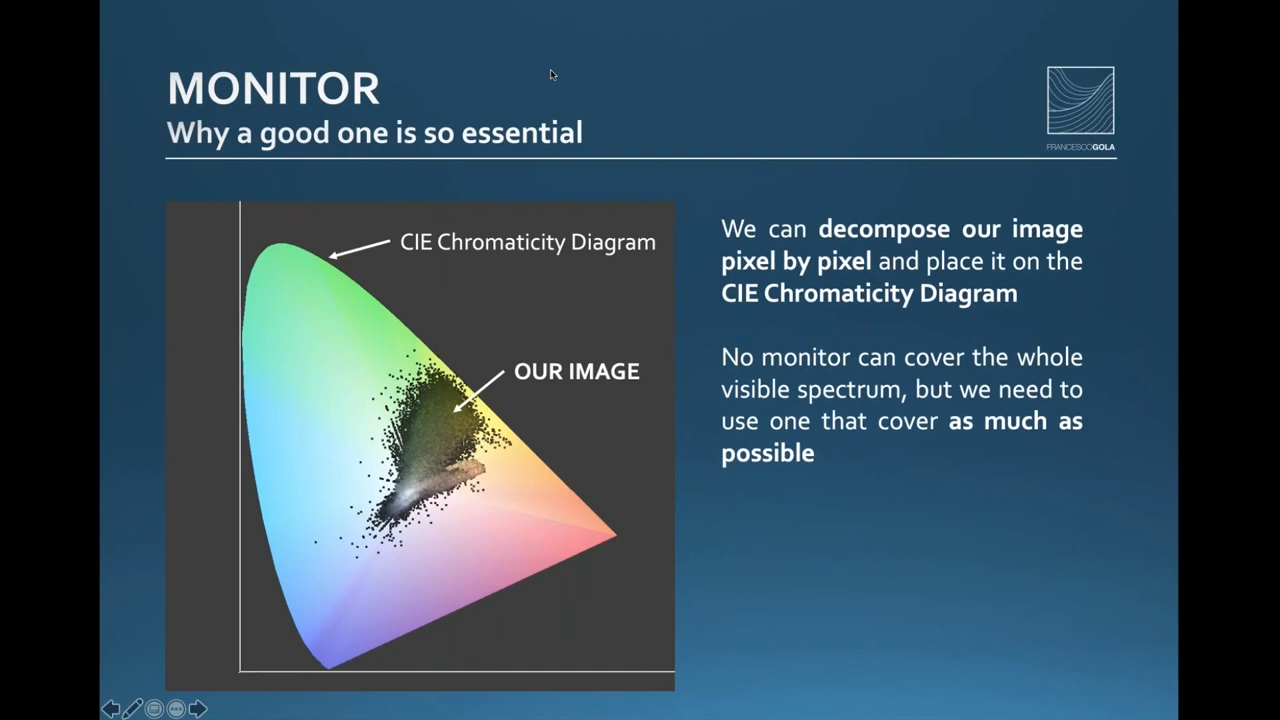 MONITOR
Why a good one is so essential
FRANCESCOGOLA
CIE Chromaticity Diagram
OUR IMAGE
We can decompose our image
pixel by pixel and place it on the
CIE Chromaticity Diagram
No monitor can cover the whole
visible spectrum, but we need to
use one that cover as much as
possible